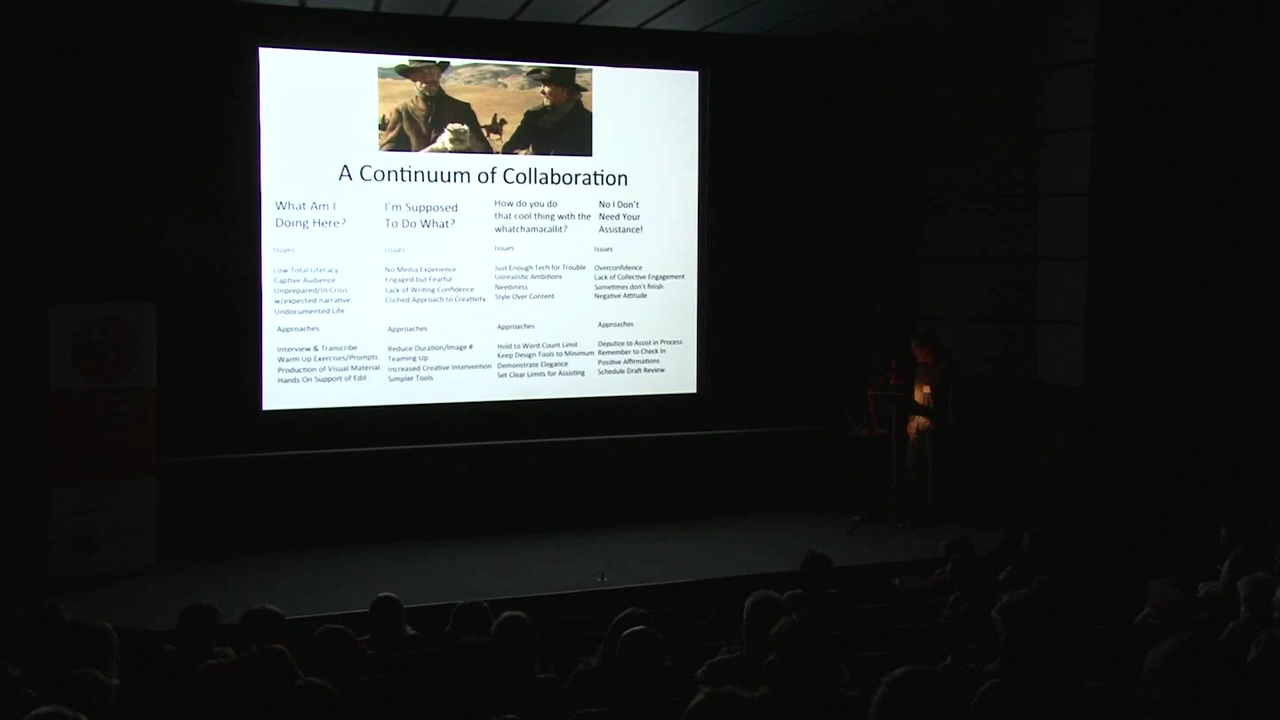 A Continuum of Collaboration
What Am I
Doing Here?
Issues
Low Total Literacy
Captive Audience
Unprepared/In Crisis
w/expected narrative
Undocumented Life
Approaches
Interview & Transcribe
Warm Up Exercises/Prompts
Production of Visual Material
Hands On Support of Edit
I'm Supposed
To Do What?
Issues
No Media Experience
Engaged but Fearful
Lack of Writing Confidence
Cliched Approach to Creativity
Approaches
Reduce Duration/Image #
Teaming Up
Increased Creative Intervention
Simpler Tools
How do you do
that cool thing with the
whatchamacallit?
Issues
Just Enough Tech for Trouble
Unrealistic Ambitions
Neediness
Style Over Content
Approaches
Hold to Word Count Limit
Keep Design Tools to Minimum
Demonstrate Elegance
Set Clear Limits for Assisting
No I Don't
Need Your
Assistance!
Issues
Overconfidence
Lack of Collective Engagement
Sometimes don't finish
Negative Attitude
Approaches
Deputize to Assist in Process
Remember to Check In
Positive Affirmations
Schedule Draft Review